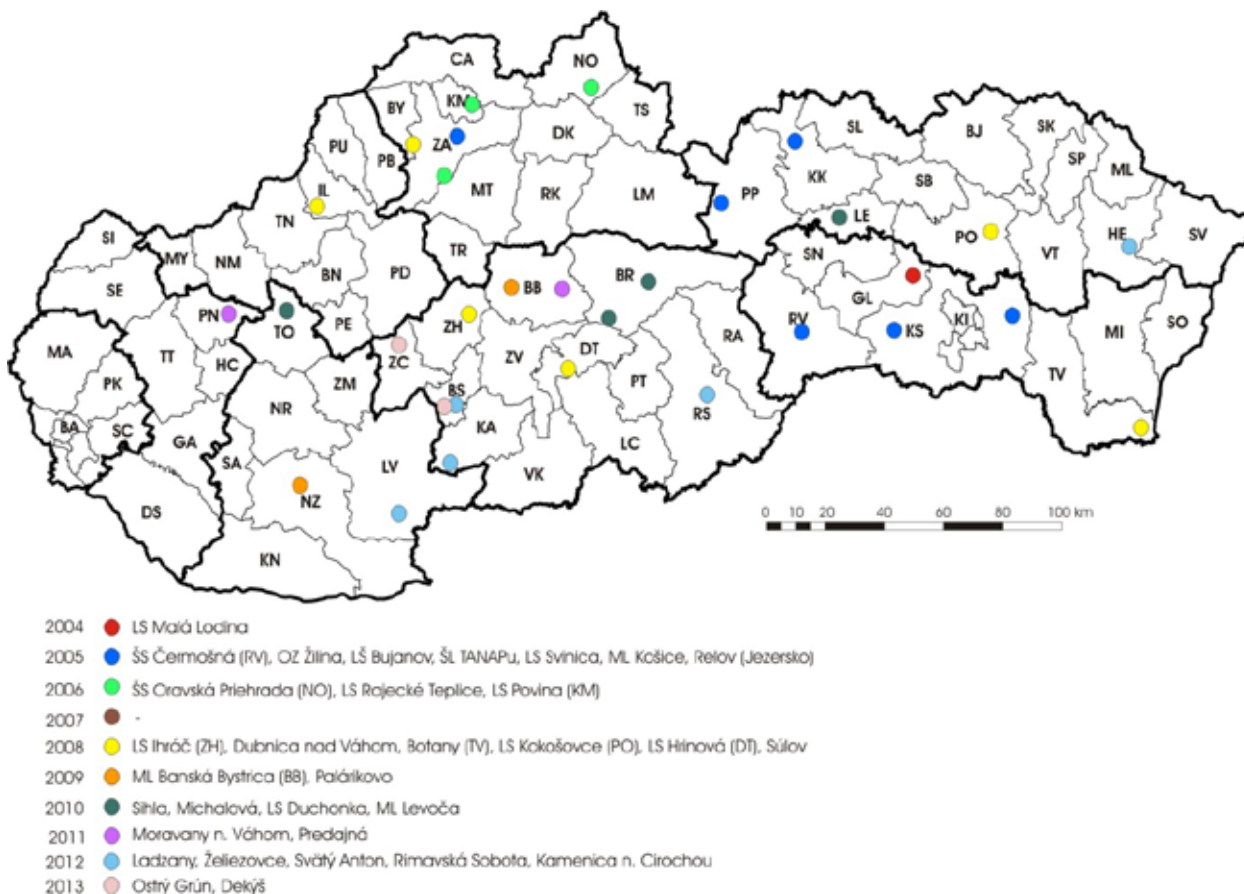 CA
NO
BY
KM
TS
PU
PB
ZA
DK
SL
BJ
SK
SP
ML
IL
MT
RK
LM
PP
KK
SB
TN
LE
PO
VT
HE
SV
SI
MY
NM
BN
PD
TR
SN
SE
BR
GL
BB
PN
TO
PE
ZH
RV
KS
KI
MI
SO
MA
TT
HC
ZC
ZV
DT
RA
TV
PK
ZM
BS
PT
RS
NR
KA
BA
SC
GA
SA
LV
LC
VK
DS
NZ
KN
0 10 20 40 60 80 100 km
2004 LS Malá Lodina
2005 ŠS Čermošná (RV), OZ Žilina, LŠ Bujanov, ŠL TANAPu, LS Svinica, ML Košice, Relov (Jezersko)
2006 ŠS Oravská Priehrada (NO), LS Rajecké Teplice, LS Povina (KM)
2007 -
2008 LS Ihráč (ZH), Dubnica nad Váhom, Botany (TV), LS Kokošovce (PO), LS Hrinová (DT), Súlov
2009 ML Banská Bystrica (BB), Palárikovo
2010 Sihla, Michalová, LS Duchonka, ML Levoča
2011 Moravany n. Váhom, Predajná
2012 Ladzany, Želiezovce, Svätý Anton, Rimavská Sobota, Kamenica n. Cirochou
2013 Ostrý Grúň, Dekýš